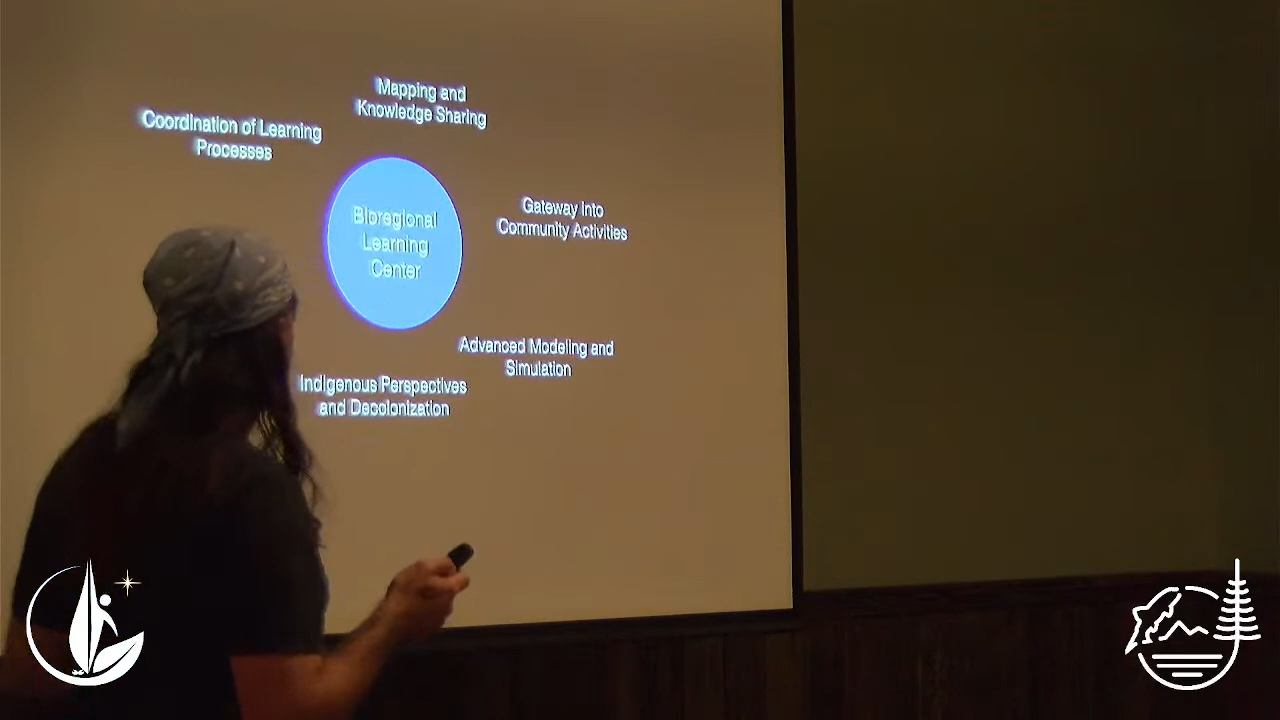 Mapping and
Knowledge Sharing
Coordination of Learning
Processes
Gateway into
Community Activities
Bioregional
Learning
Center
Advanced Modeling and
Simulation
Indigenous Perspectives
and Decolonization